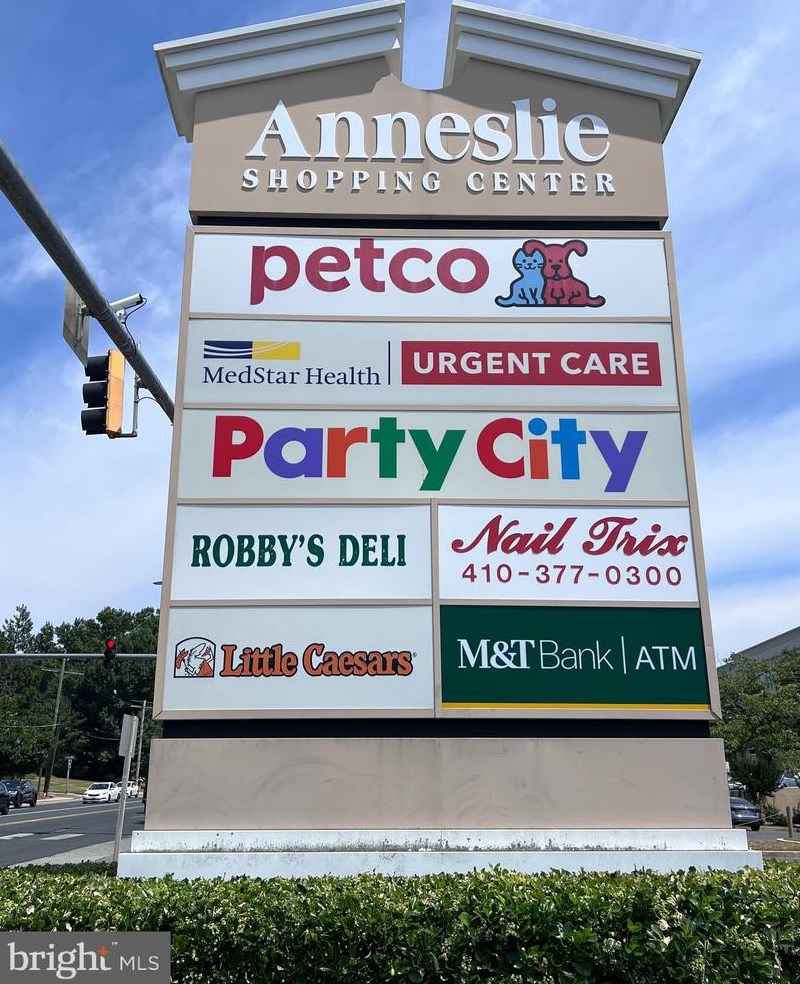 Anneslie
SHOPPING CENTER
petco
MedStar Health | URGENT CARE
Party City
ROBBY'S DELI
Nail Trix
410-377-0300
Little Caesars®
M&T Bank | ATM
bright™ MLS